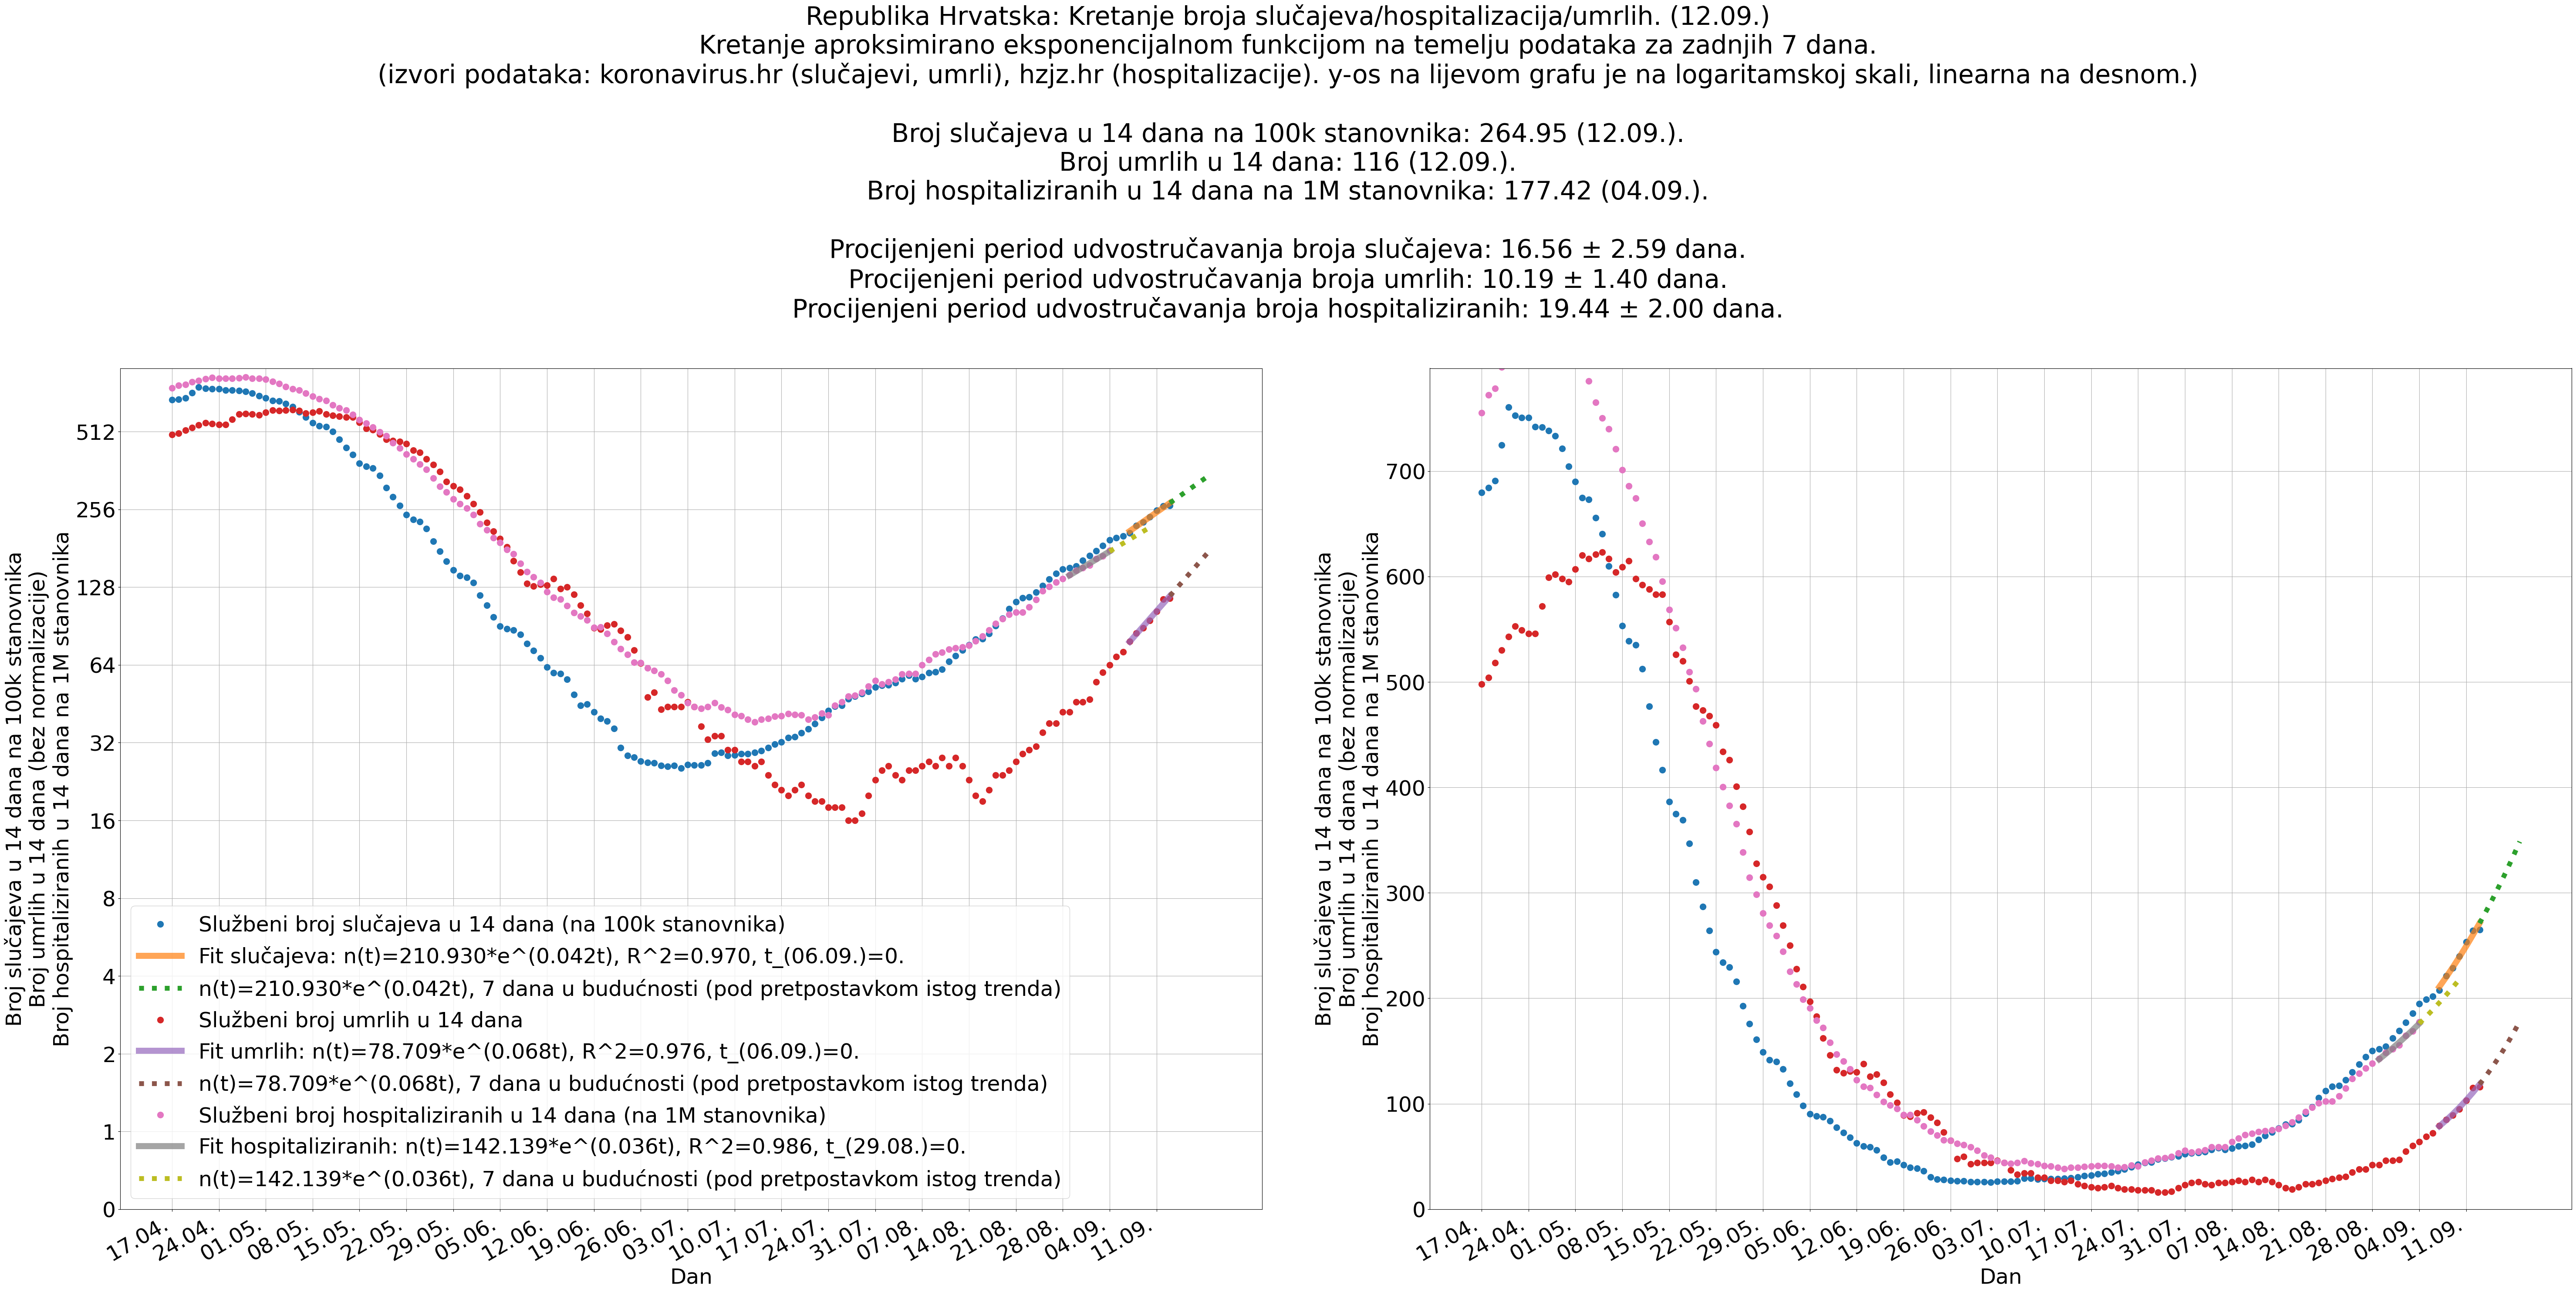 Republika Hrvatska: Kretanje broja slučajeva/hospitalizacija/umrlih. (12.09.)
Kretanje aproksimirano eksponencijalnom funkcijom na temelju podataka za zadnjih 7 dana.
(izvori podataka: koronavirus.hr (slučajevi, umrli), hzjz.hr (hospitalizacije). y-os na lijevom grafu je na logaritamskoj skali, linearna na desnom.)
Broj slučajeva u 14 dana na 100k stanovnika: 264.95 (12.09.).
Broj umrlih u 14 dana: 116 (12.09.).
Broj hospitaliziranih u 14 dana na 1M stanovnika: 177.42 (04.09.).
Procijenjeni period udvostručavanja broja slučajeva: 16.56 ± 2.59 dana.
Procijenjeni period udvostručavanja broja umrlih: 10.19 ± 1.40 dana.
Procijenjeni period udvostručavanja broja hospitaliziranih: 19.44 ± 2.00 dana.
Broj slučajeva u 14 dana na 100k stanovnika
Broj umrlih u 14 dana (bez normalizacije)
Broj hospitaliziranih u 14 dana na 1M stanovnika
512
256
128
64
32
16
8
4
2
1
0
Službeni broj slučajeva u 14 dana (na 100k stanovnika)
Fit slučajeva: n(t)=210.930*e^(0.042t), R^2=0.970, t_(06.09.)=0.
n(t)=210.930*e^(0.042t), 7 dana u budućnosti (pod pretpostavkom istog trenda)
Službeni broj umrlih u 14 dana
Fit umrlih: n(t)=78.709*e^(0.068t), R^2=0.976, t_(06.09.)=0.
n(t)=78.709*e^(0.068t), 7 dana u budućnosti (pod pretpostavkom istog trenda)
Službeni broj hospitaliziranih u 14 dana (na 1M stanovnika)
Fit hospitaliziranih: n(t)=142.139*e^(0.036t), R^2=0.986, t_(29.08.)=0.
n(t)=142.139*e^(0.036t), 7 dana u budućnosti (pod pretpostavkom istog trenda)
17.04. 24.04. 01.05. 08.05. 15.05. 22.05. 29.05. 05.06. 12.06. 19.06. 26.06. 03.07. 10.07. 17.07. 24.07. 31.07. 07.08. 14.08. 21.08. 28.08. 04.09. 11.09.
Dan
Broj slučajeva u 14 dana na 100k stanovnika
Broj umrlih u 14 dana (bez normalizacije)
Broj hospitaliziranih u 14 dana na 1M stanovnika
700
600
500
400
300
200
100
0
17.04. 24.04. 01.05. 08.05. 15.05. 22.05. 29.05. 05.06. 12.06. 19.06. 26.06. 03.07. 10.07. 17.07. 24.07. 31.07. 07.08. 14.08. 21.08. 28.08. 04.09. 11.09.
Dan